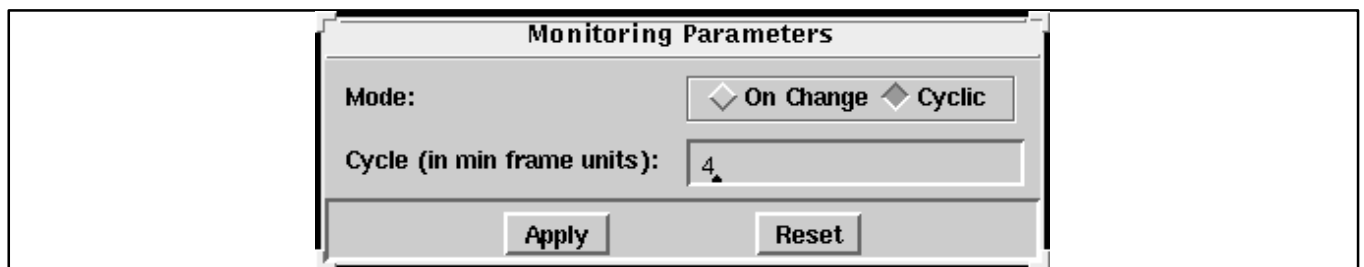 Monitoring Parameters
Mode: On Change Cyclic
Cycle (in min frame units): 4
Apply Reset